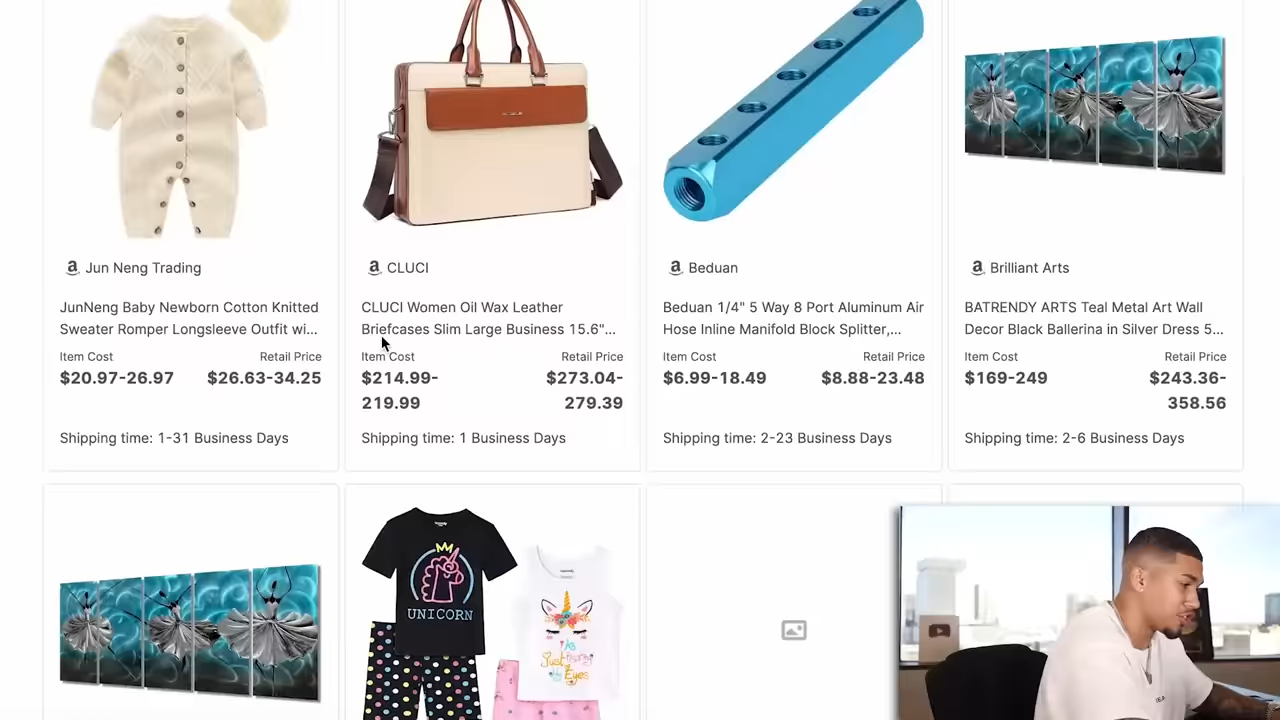 a Jun Neng Trading
JunNeng Baby Newborn Cotton Knitted
Sweater Romper Longsleeve Outfit wi...
Item Cost Retail Price
$20.97-26.97 $26.63-34.25
Shipping time: 1-31 Business Days
a CLUCI
CLUCI Women Oil Wax Leather
Briefcases Slim Large Business 15.6"...
Item Cost Retail Price
$214.99- $273.04-
219.99 279.39
Shipping time: 1 Business Days
a Beduan
Beduan 1/4" 5 Way 8 Port Aluminum Air
Hose Inline Manifold Block Splitter,...
Item Cost Retail Price
$6.99-18.49 $8.88-23.48
Shipping time: 2-23 Business Days
a Brilliant Arts
BATRENDY ARTS Teal Metal Art Wall
Decor Black Ballerina in Silver Dress 5...
Item Cost Retail Price
$169-249 $243.36-
358.56
Shipping time: 2-6 Business Days
UNICORN
Just
Eyes